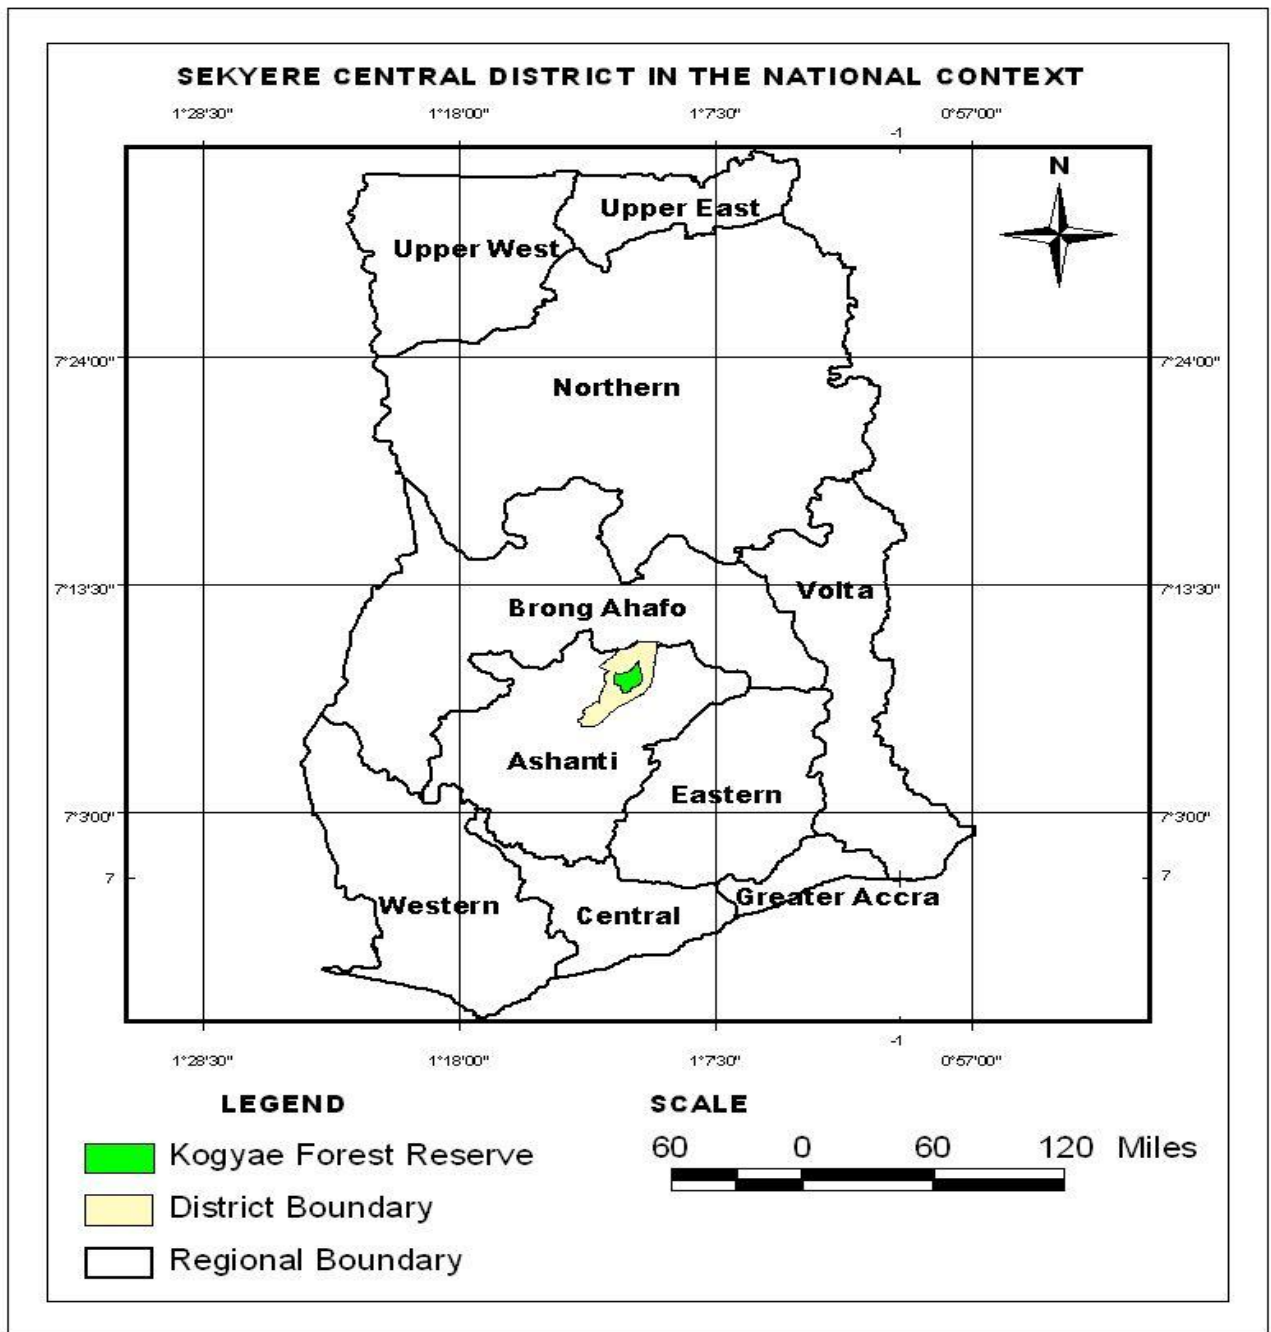 SEKYERE CENTRAL DISTRICT IN THE NATIONAL CONTEXT
1°28'30" 1°18'00" 1°7'30" 0°57'00"
-1
N
Upper East
Upper West
7°24'00" 7°24'00"
Northern
7°13'30" 7°13'30"
Volta
Brong Ahafo
Ashanti
Eastern
7°3'00" 7°3'00"
7 7
Greater Accra
Western
Central
-1
1°28'30" 1°18'00" 1°7'30" 0°57'00"
LEGEND
Kogyae Forest Reserve
District Boundary
Regional Boundary
SCALE
60 0 60 120 Miles